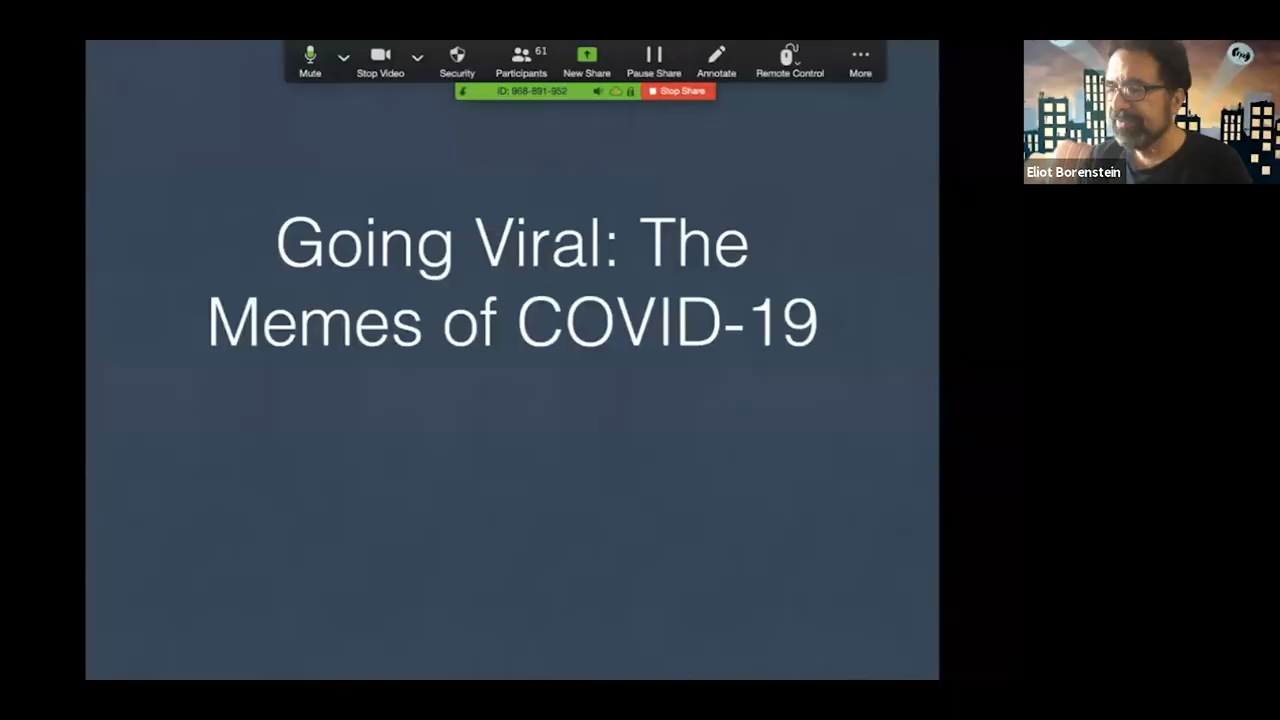 61
Mute
Stop Video
Security
Participants
New Share
Pause Share
Annotate
Remote Control
More
ID: 968-891-952
Stop Share
Eliot Borenstein
Going Viral: The
Memes of COVID-19